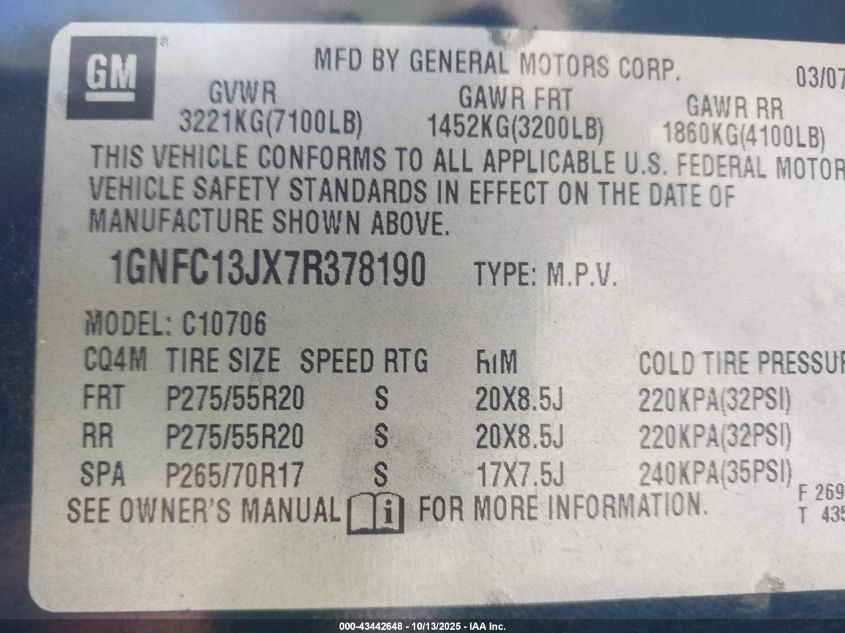 GM
MFD BY GENERAL MOTORS CORP. 03/07
GVWR GAWR FRT GAWR RR
3221KG(7100LB) 1452KG(3200LB) 1860KG(4100LB)
THIS VEHICLE CONFORMS TO ALL APPLICABLE U.S. FEDERAL MOTOR
VEHICLE SAFETY STANDARDS IN EFFECT ON THE DATE OF
MANUFACTURE SHOWN ABOVE.
1GNFC13JX7R378190 TYPE: M.P.V.
MODEL: C10706
CQ4M TIRE SIZE SPEED RTG RIM COLD TIRE PRESSUR
FRT P275/55R20 S 20X8.5J 220KPA(32PSI)
RR P275/55R20 S 20X8.5J 220KPA(32PSI)
SPA P265/70R17 S 17X7.5J 240KPA(35PSI)
F 269
SEE OWNER'S MANUAL i FOR MORE INFORMATION.
T 435
000-43442648 - 10/13/2025 - IAA Inc.